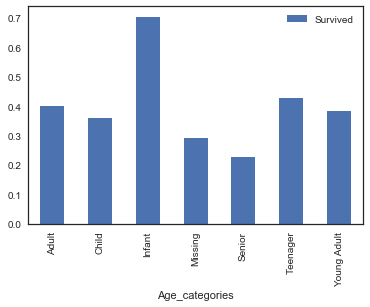 Survived
0.7
0.6
0.5
0.4
0.3
0.2
0.1
0.0
Adult
Child
Infant
Missing
Senior
Teenager
Young Adult
Age_categories